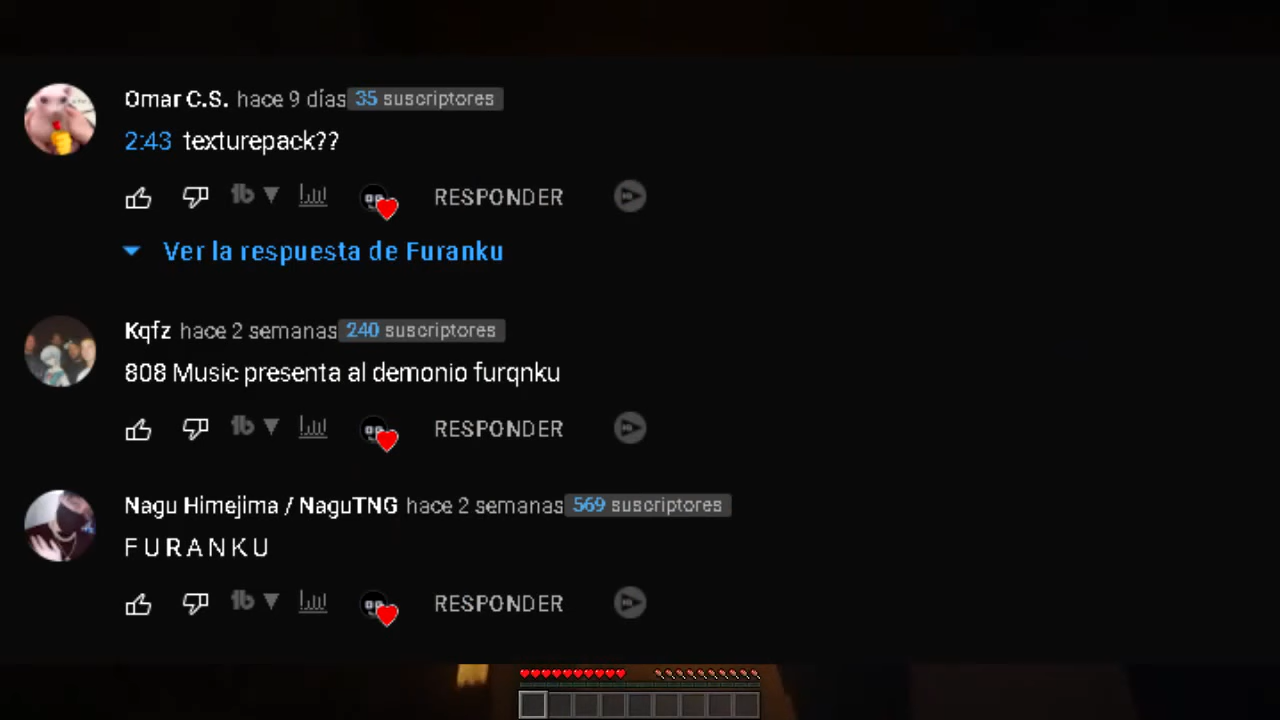 Omar C.S. hace 9 días 35 suscriptores
2:43 texturepack??
RESPONDER
Ver la respuesta de Furanku
Kqfz hace 2 semanas 240 suscriptores
808 Music presenta al demonio furqnku
RESPONDER
Nagu Himejima / NaguTNG hace 2 semanas 569 suscriptores
F U R A N K U
RESPONDER